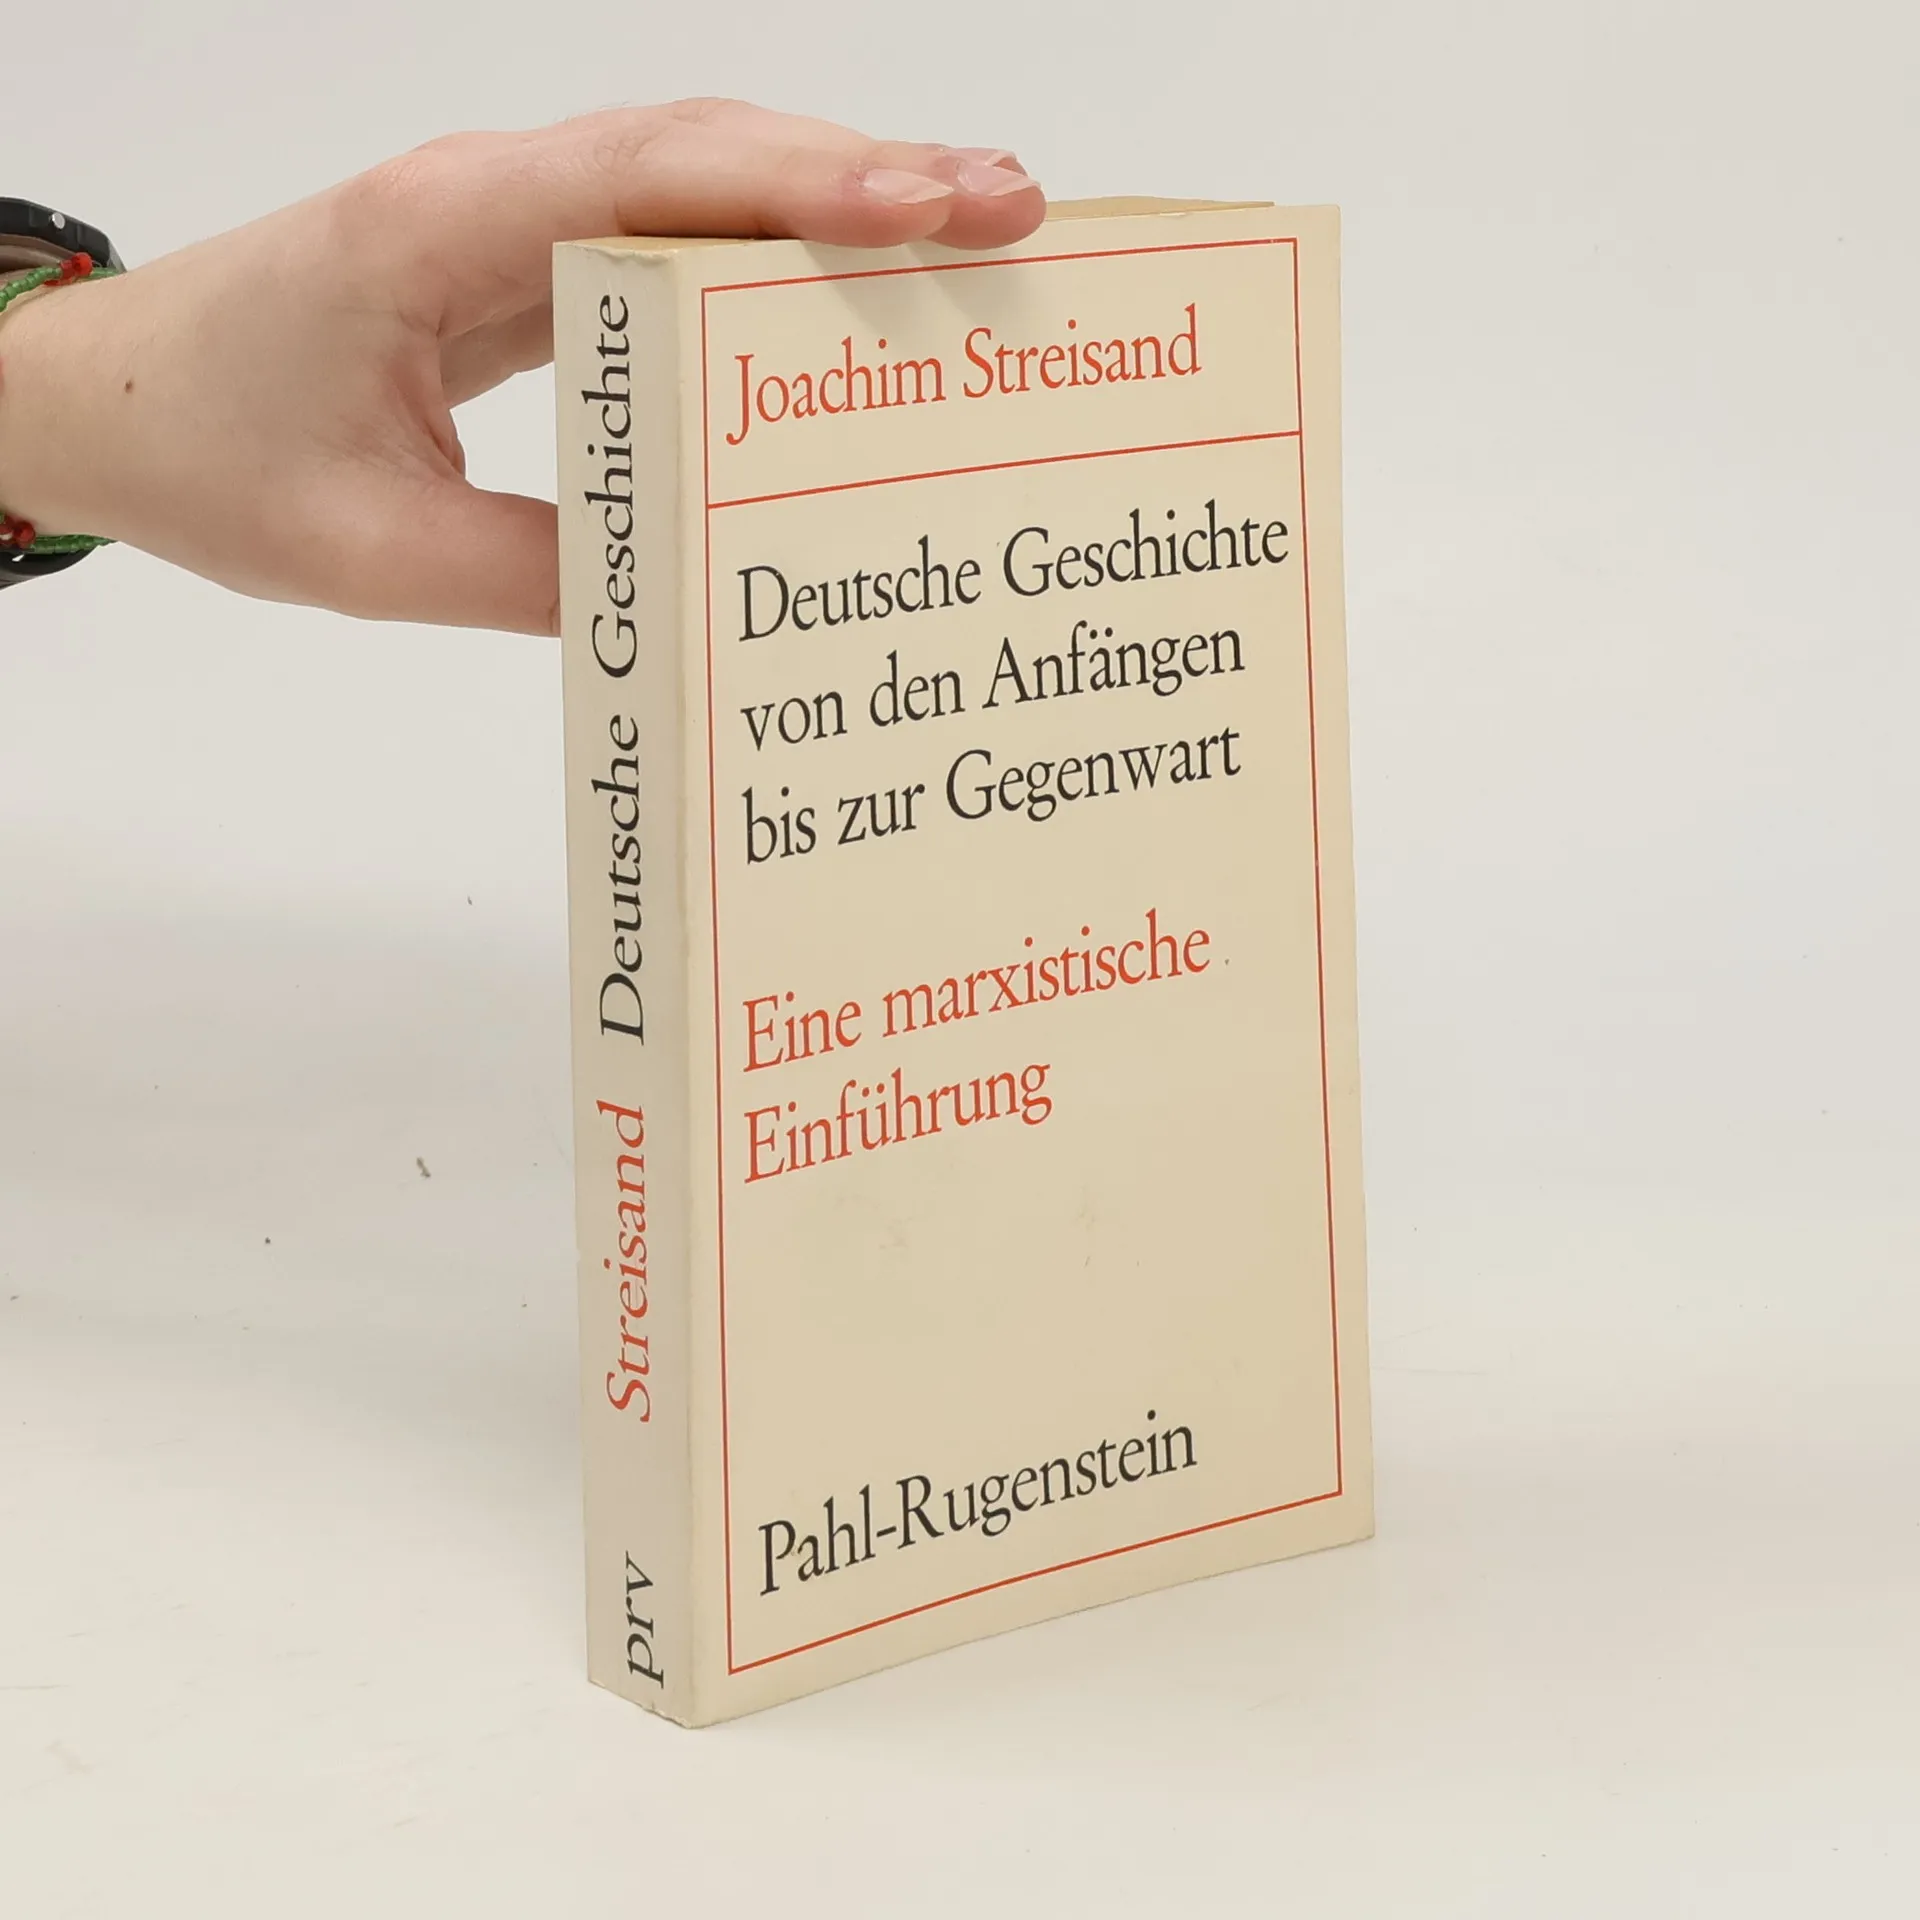 Joachim Streisand
Deutsche Geschichte
von den Anfängen
bis zur Gegenwart
Eine marxistische
Einführung
Pahl-Rugenstein
prv Streisand Deutsche Geschichte